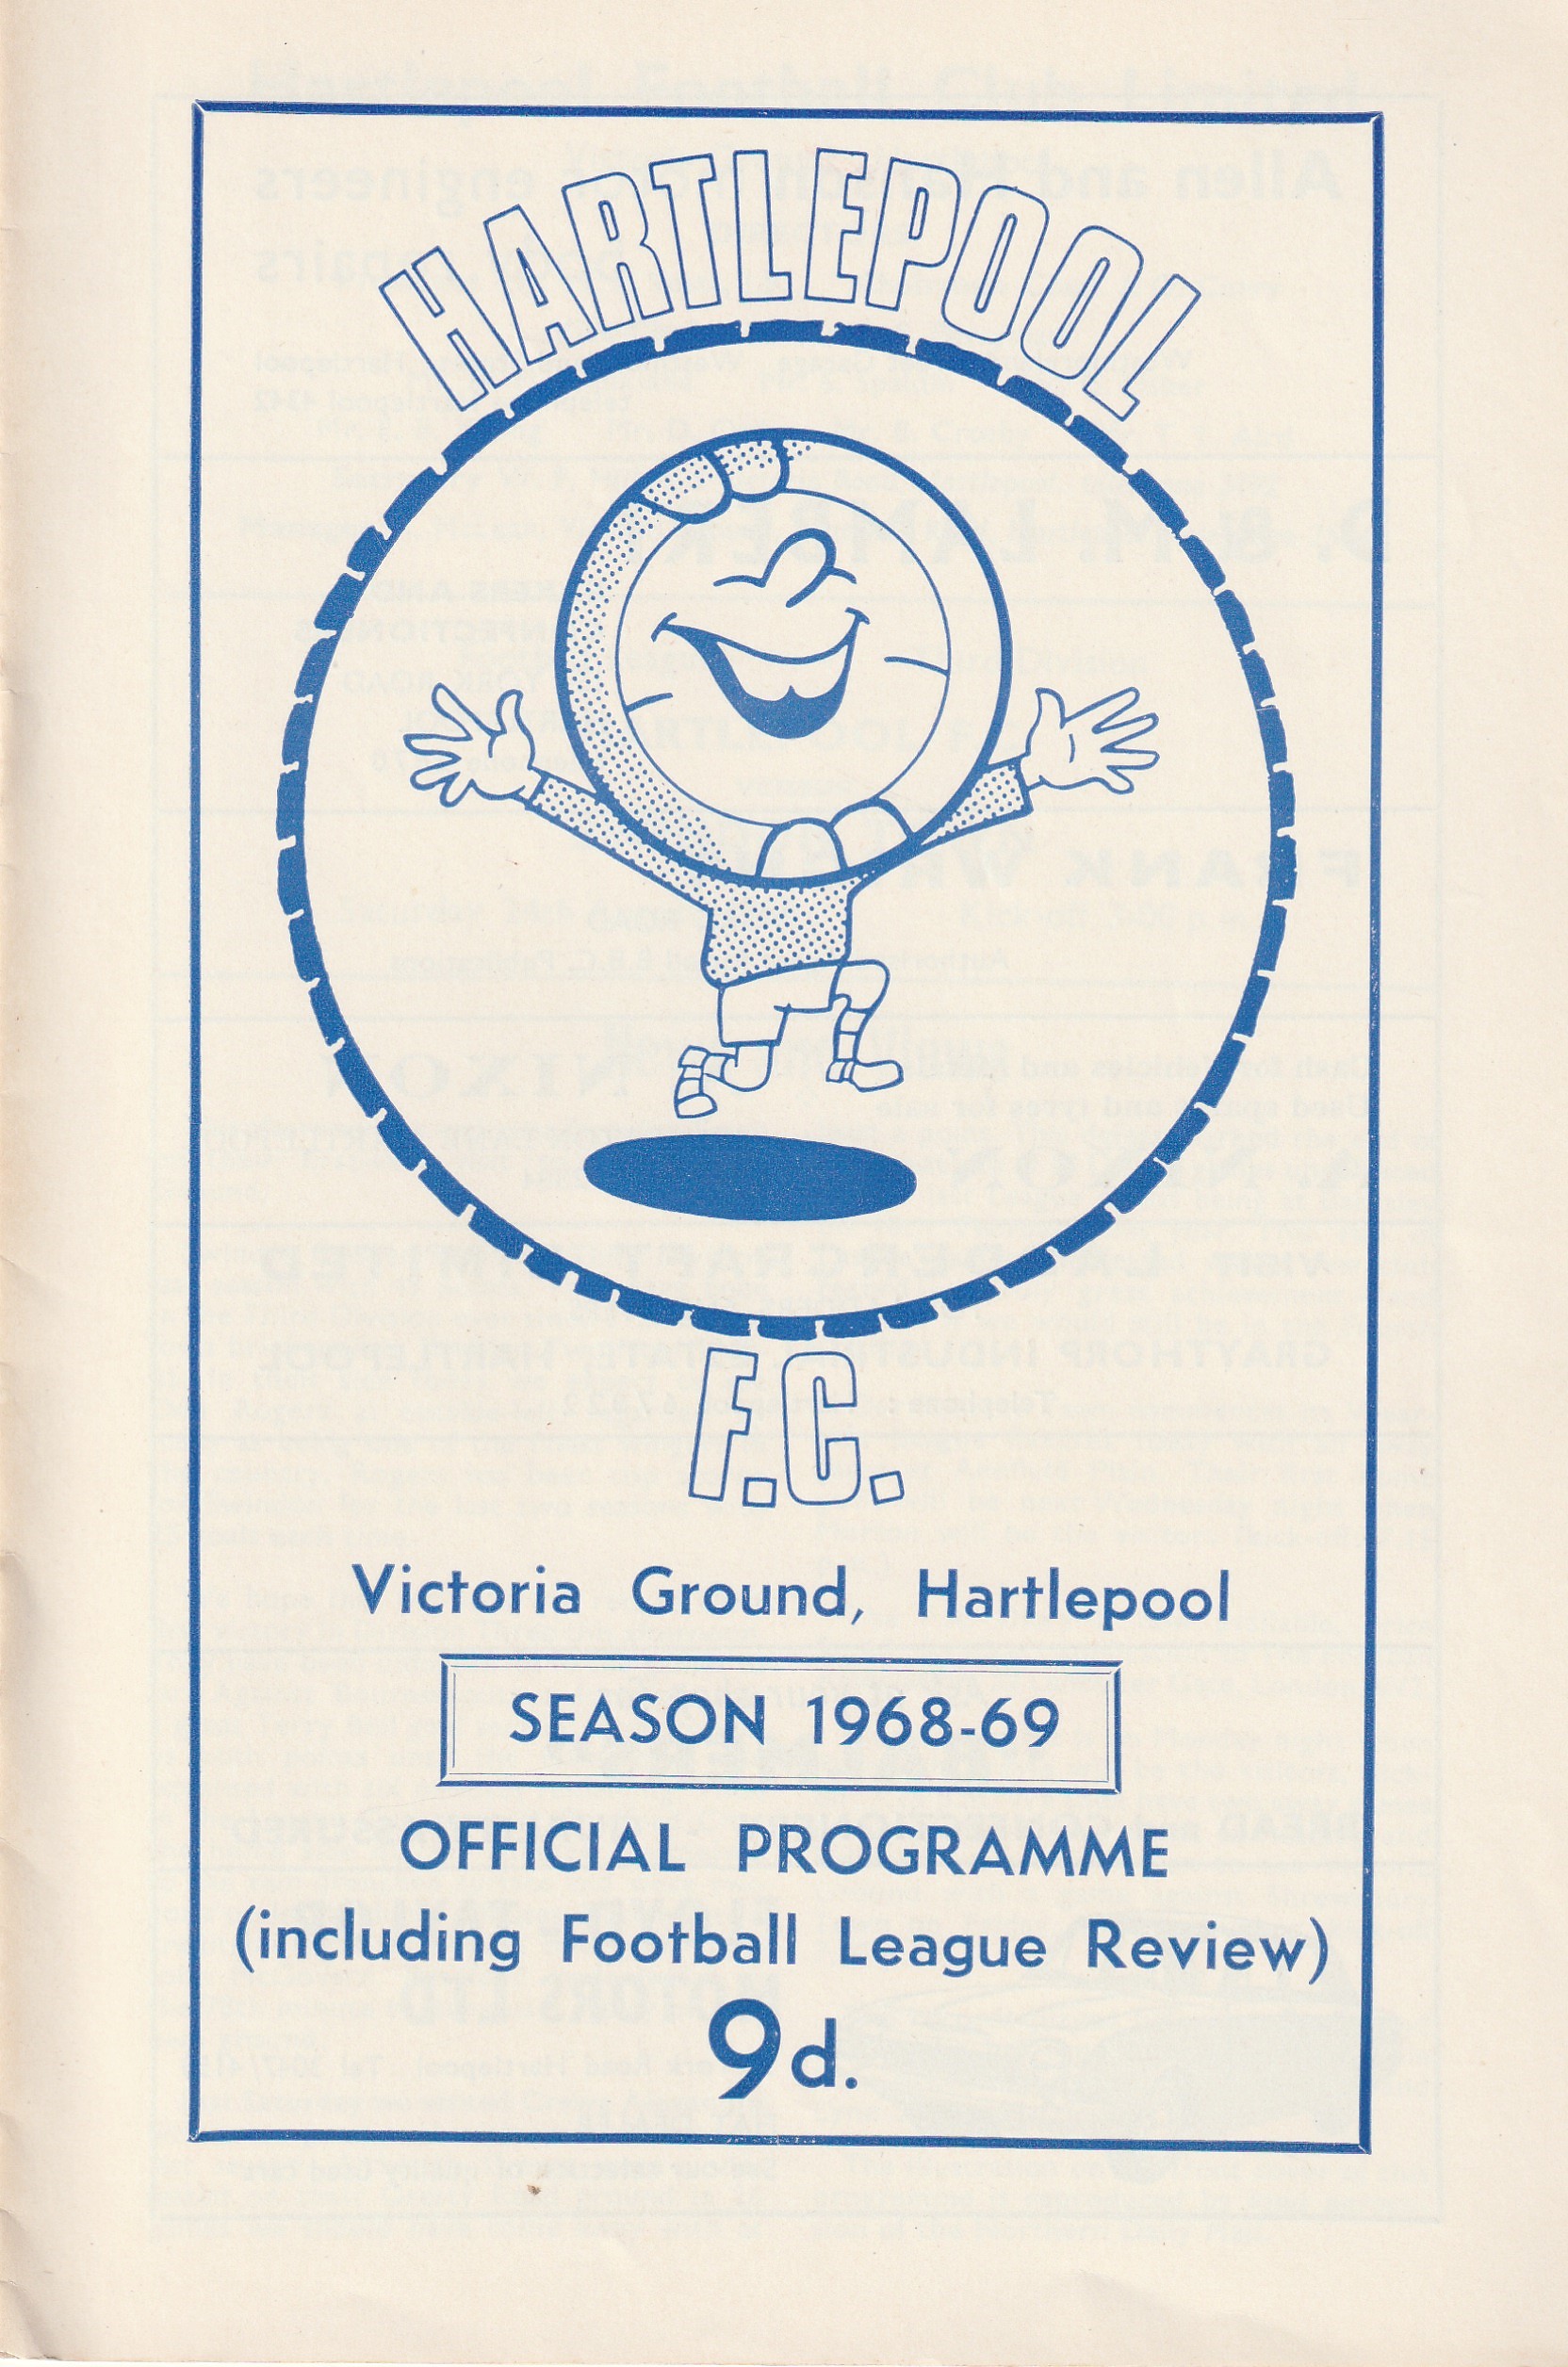 HARTLEPOOL
F.C.
Victoria Ground, Hartlepool
SEASON 1968-69
OFFICIAL PROGRAMME
(including Football League Review)
9d.